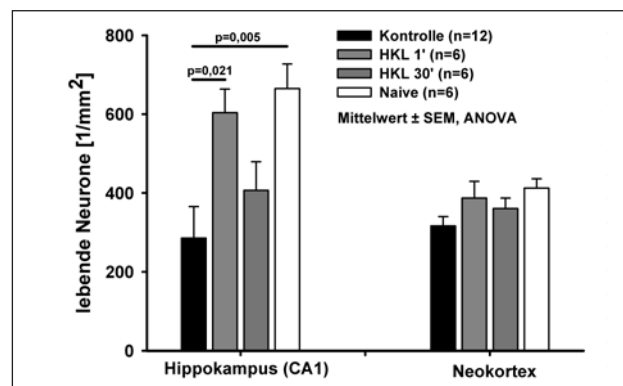 lebende Neurone [1/mm²]
800
600
400
200
0
p=0,005
p=0,021
Kontrolle (n=12)
HKL 1' (n=6)
HKL 30' (n=6)
Naive (n=6)
Mittelwert ± SEM, ANOVA
Hippokampus (CA1)
Neokortex